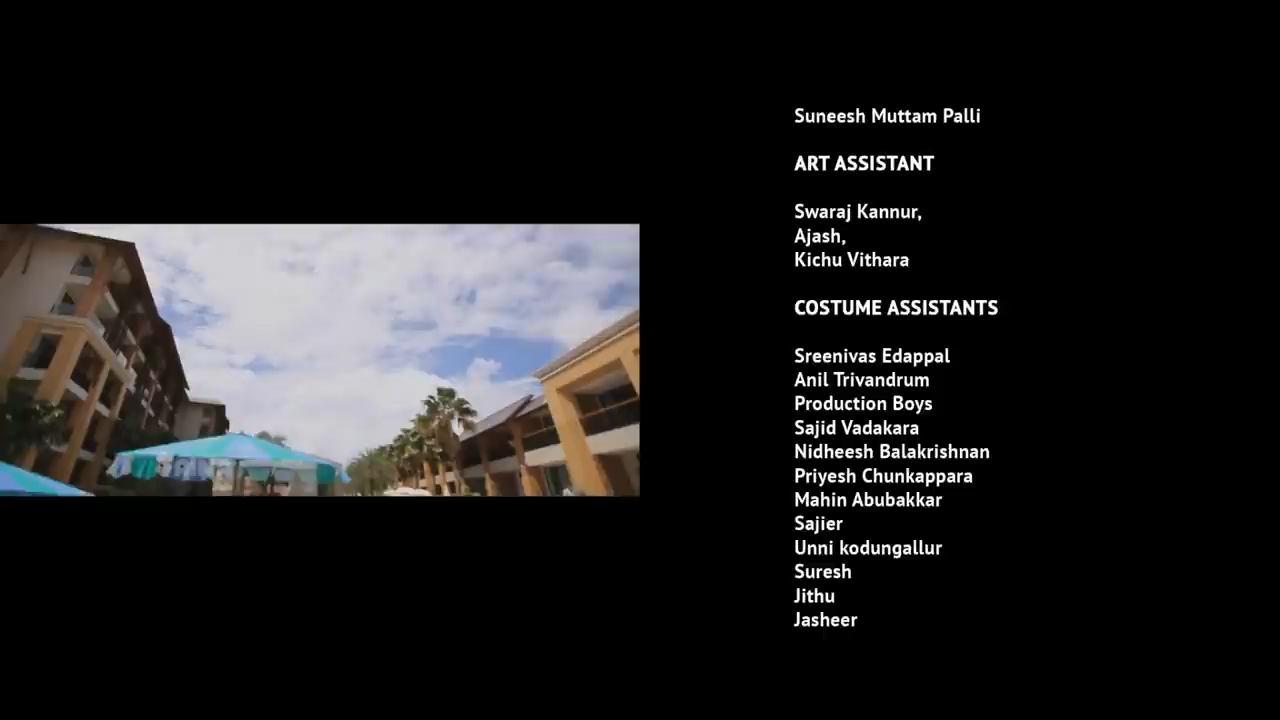 Suneesh Muttam Palli
ART ASSISTANT
Swaraj Kannur,
Ajash,
Kichu Vithara
COSTUME ASSISTANTS
Sreenivas Edappal
Anil Trivandrum
Production Boys
Sajid Vadakara
Nidheesh Balakrishnan
Priyesh Chunkappara
Mahin Abubakkar
Sajier
Unni kodungallur
Suresh
Jithu
Jasheer